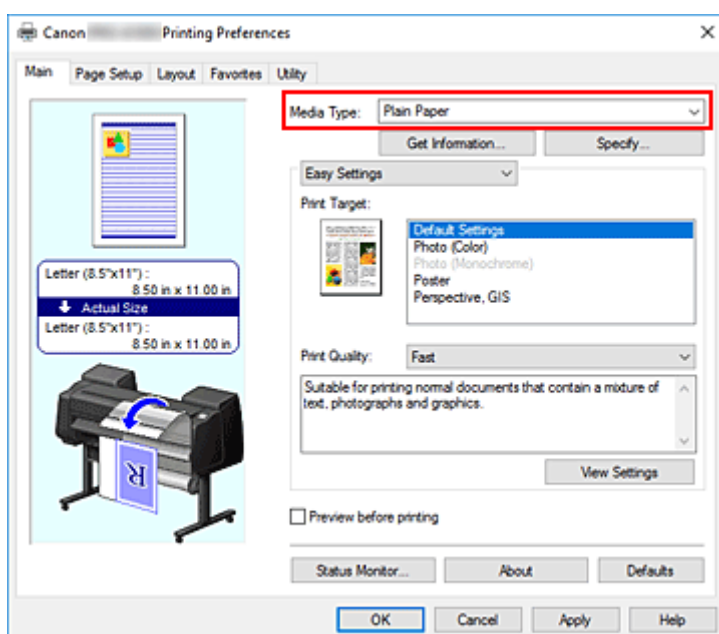 Canon Printing Preferences
Main Page Setup Layout Favorites Utility
Media Type: Plain Paper
Get Information... Specify...
Easy Settings
Print Target:
Default Settings
Photo (Color)
Photo (Monochrome)
Poster
Perspective, GIS
Letter (8.5"x11") :
8.50 in x 11.00 in
Actual Size
Letter (8.5"x11") :
8.50 in x 11.00 in
Print Quality: Fast
Suitable for printing normal documents that contain a mixture of
text, photographs and graphics.
View Settings
R
Preview before printing
Status Monitor... About Defaults
OK Cancel Apply Help